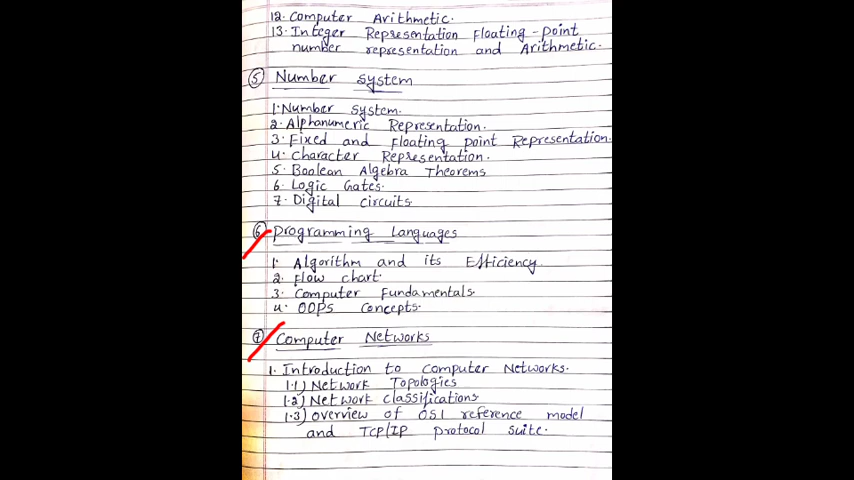 12. Computer Arithmetic.
13. Integer Representation Floating-point
number representation and Arithmetic.
5 Number System
1. Number System.
2. Alphanumeric Representation.
3. Fixed and Floating point Representation.
4. Character Representation.
5. Boolean Algebra Theorems
6. Logic Gates.
7. Digital circuits
6 Programming Languages
1. Algorithm and its Efficiency.
2. Flow chart.
3. Computer Fundamentals.
4. OOPS Concepts.
7 Computer Networks
1. Introduction to Computer Networks.
1.1) Network Topologies
1.2) Network classifications
1.3) Overview of OSI reference model
and TCP/IP protocol suite.